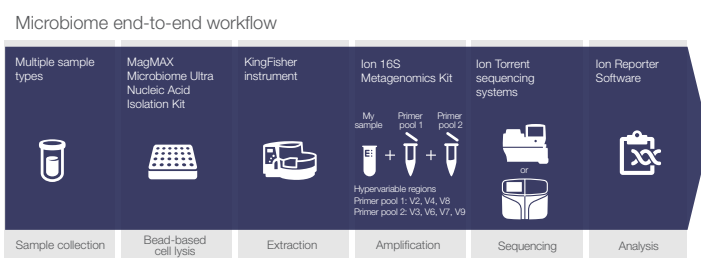 Microbiome end-to-end workflow
Multiple sample
types
MagMAX
Microbiome Ultra
Nucleic Acid
Isolation Kit
KingFisher
instrument
Ion 16S
Metagenomics Kit
My
sample
Primer
pool 1
Primer
pool 2
+
+
Hypervariable regions
Primer pool 1: V2, V4, V8
Primer pool 2: V3, V6, V7, V9
Ion Torrent
sequencing
systems
or
Ion Reporter
Software
Sample collection
Bead-based
cell lysis
Extraction
Amplification
Sequencing
Analysis